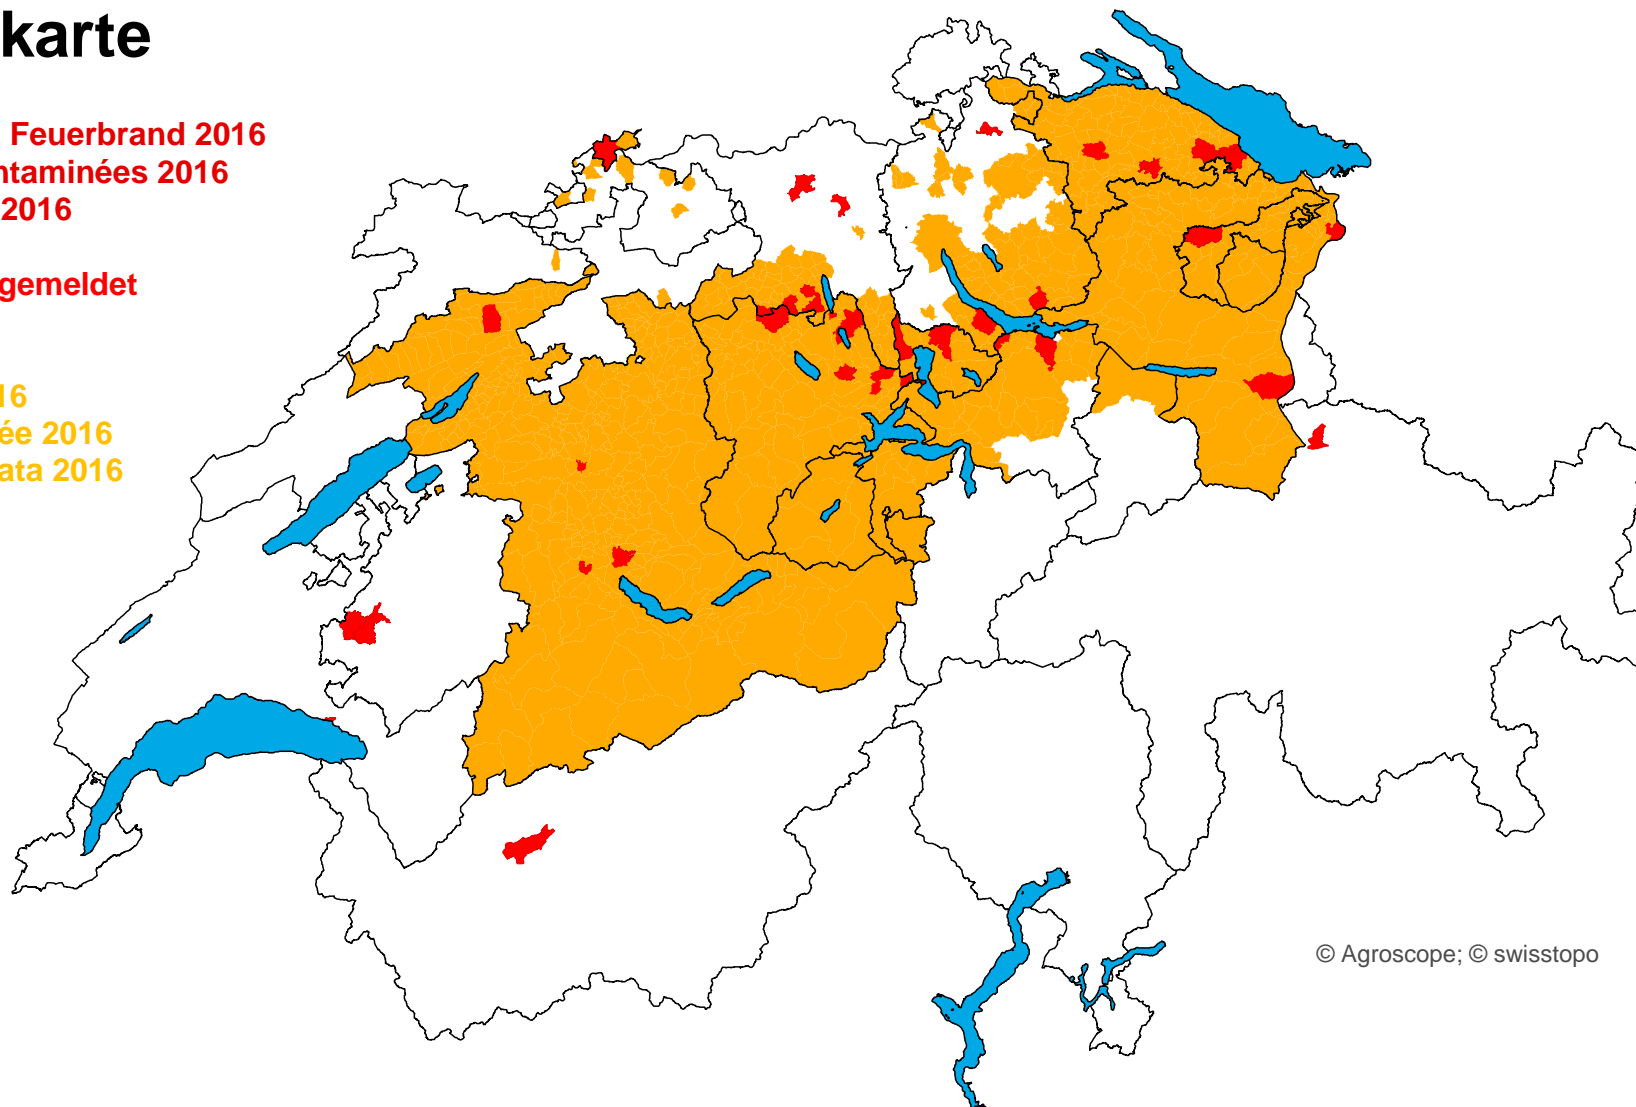 karte
Feuerbrand 2016
ntaminées 2016
2016
gemeldet
16
ée 2016
ata 2016
© Agroscope; © swisstopo